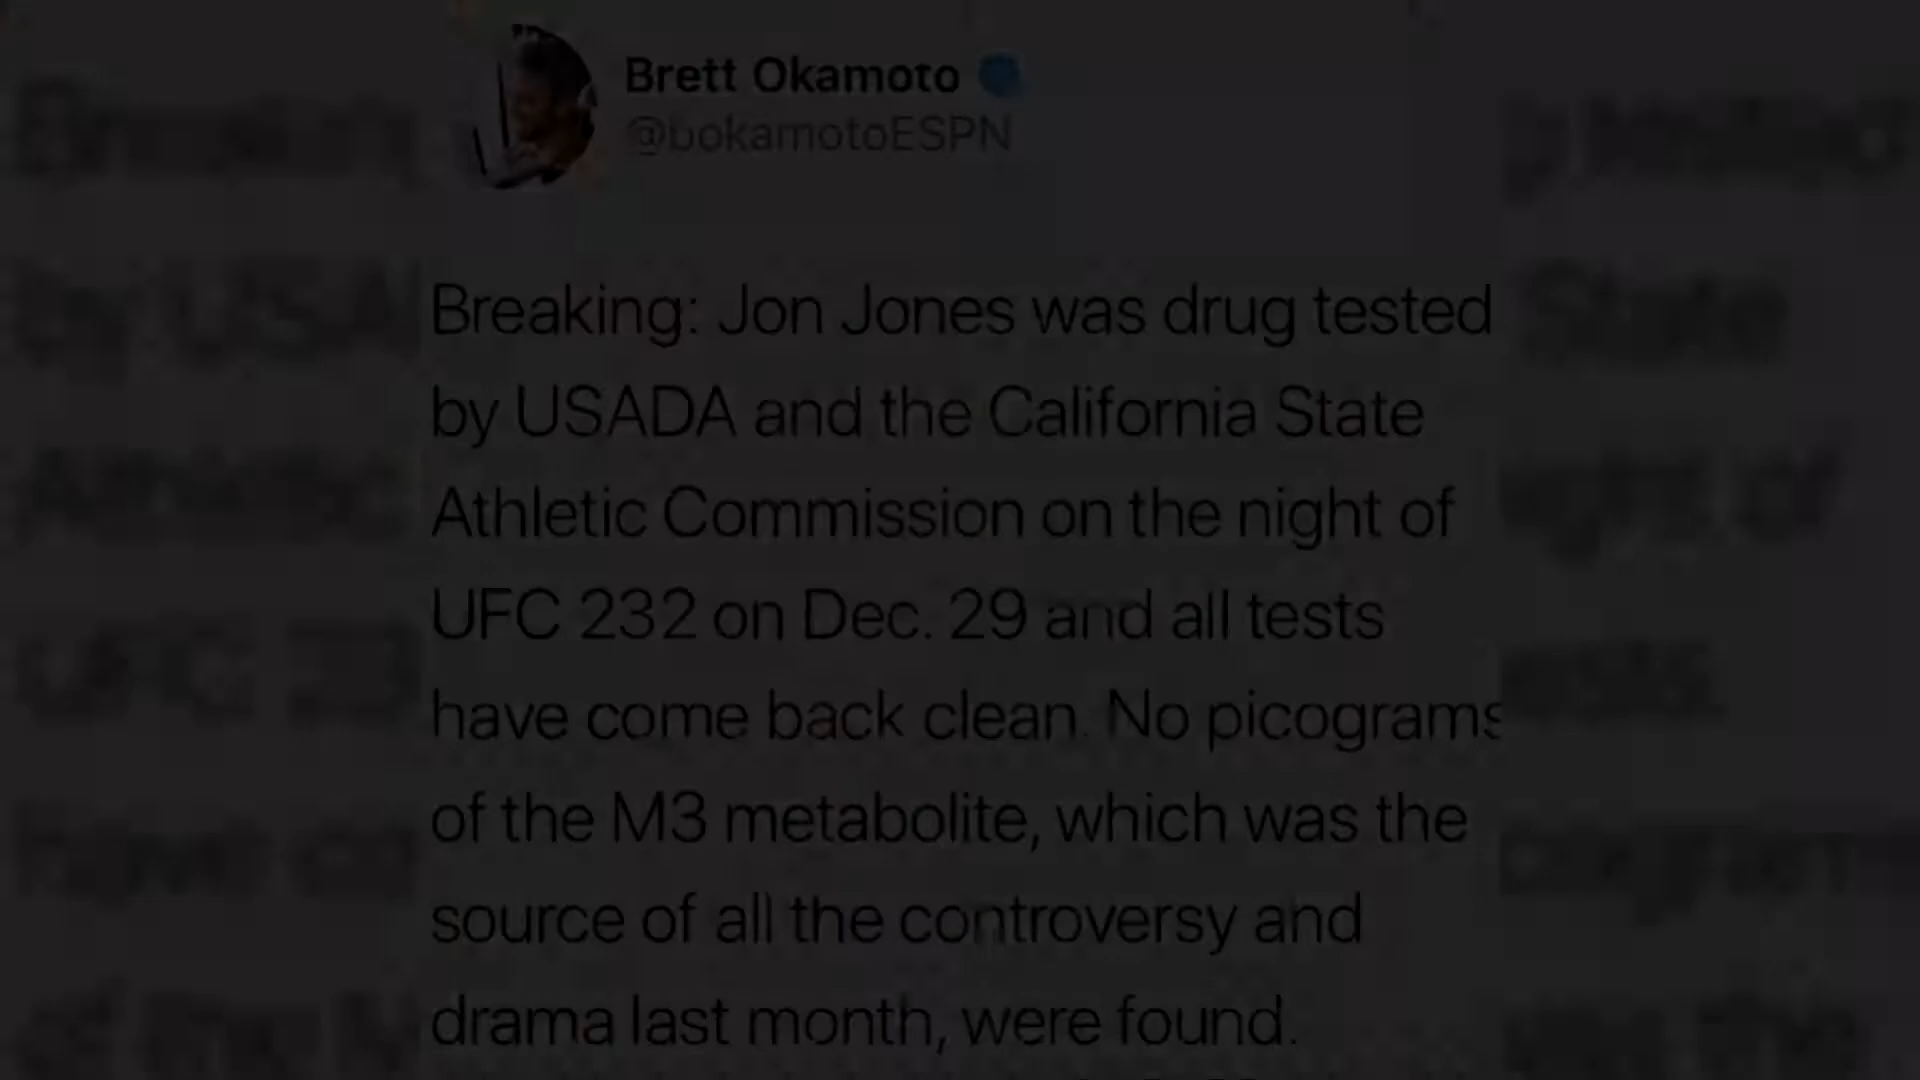 Brett Okamoto
@bokamotoESPN
Breaking: Jon Jones was drug tested
by USADA and the California State
Athletic Commission on the night of
UFC 232 on Dec. 29 and all tests
have come back clean. No picograms
of the M3 metabolite, which was the
source of all the controversy and
drama last month, were found.